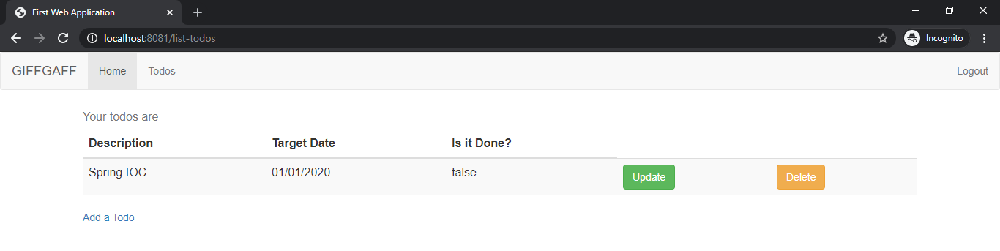 First Web Application
localhost:8081/list-todos
Incognito
GIFFGAFF Home Todos Logout
Your todos are
Description Target Date Is it Done?
Spring IOC 01/01/2020 false Update Delete
Add a Todo